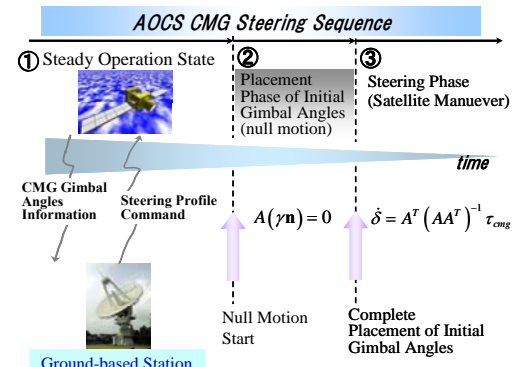 AOCS CMG Steering Sequence
① Steady Operation State
②
Placement
Phase of Initial
Gimbal Angles
(null motion)
③
Steering Phase
(Satellite Manuever)
time
CMG Gimbal
Angles
Information
Steering Profile
Command
A(γn) = 0
δ̇ = Aᵀ (AAᵀ)⁻¹ τ_cmg
Null Motion
Start
Complete
Placement of Initial
Gimbal Angles
Ground-based Station